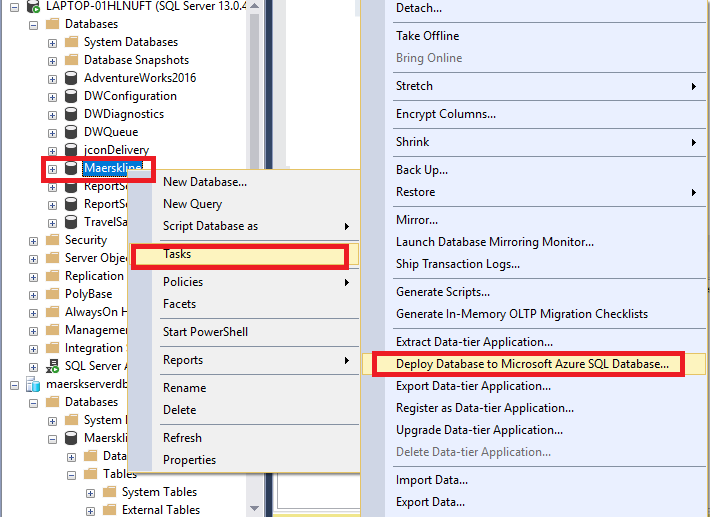 LAPTOP-01HLNUFT (SQL Server 13.0.4
Databases
System Databases
Database Snapshots
AdventureWorks2016
DWConfiguration
DWDiagnostics
DWQueue
jconDelivery
Maerskline
ReportSe
ReportSe
TravelSa
Security
Server Objec
Replication
PolyBase
AlwaysOn H
Managemen
Integration S
SQL Server A
maerskserverdb
Databases
System
Maerskli
Data
Tables
System Tables
External Tables
New Database...
New Query
Script Database as
Tasks
Policies
Facets
Start PowerShell
Reports
Rename
Delete
Refresh
Properties
Detach...
Take Offline
Bring Online
Stretch
Encrypt Columns...
Shrink
Back Up...
Restore
Mirror...
Launch Database Mirroring Monitor...
Ship Transaction Logs...
Generate Scripts...
Generate In-Memory OLTP Migration Checklists
Extract Data-tier Application...
Deploy Database to Microsoft Azure SQL Database...
Export Data-tier Application...
Register as Data-tier Application...
Upgrade Data-tier Application...
Delete Data-tier Application...
Import Data...
Export Data...